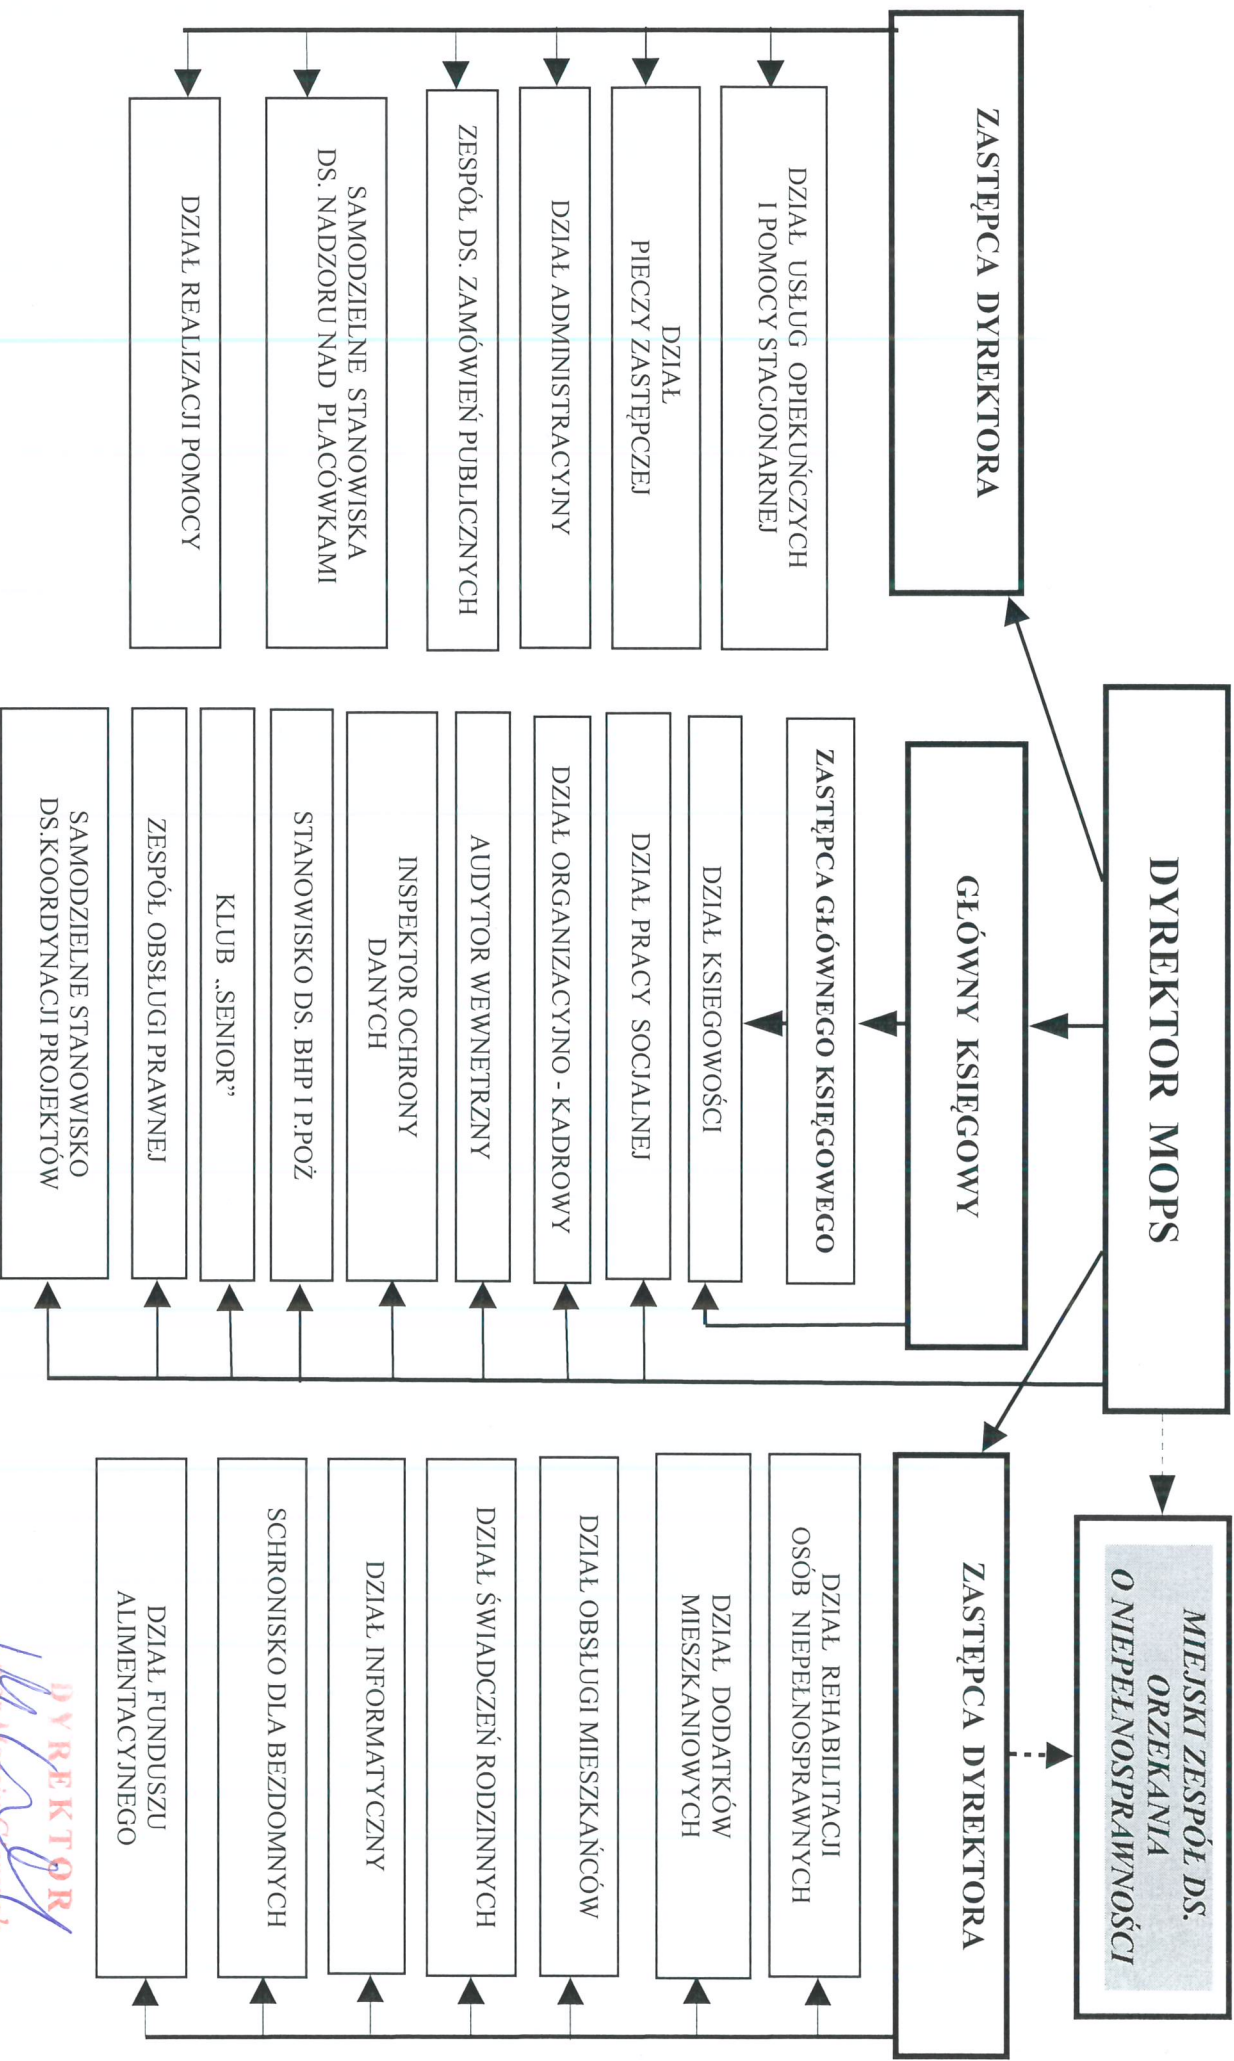 DYREKTOR MOPS
MIEJSKI ZESPÓŁ DS.
ORZEKANIA
O NIEPEŁNOSPRAWNOŚCI
ZASTĘPCA DYREKTORA
DZIAŁ USŁUG OPIEKUŃCZYCH
I POMOCY STACJONARNEJ
DZIAŁ
PIECZY ZASTĘPCZEJ
DZIAŁ ADMINISTRACYJNY
ZESPÓŁ DS. ZAMÓWIEŃ PUBLICZNYCH
SAMODZIELNE STANOWISKA
DS. NADZORU NAD PLACÓWKAMI
DZIAŁ REALIZACJI POMOCY
GŁÓWNY KSIĘGOWY
ZASTĘPCA GŁÓWNEGO KSIĘGOWEGO
DZIAŁ KSIEGOWOŚCI
DZIAŁ PRACY SOCJALNEJ
DZIAŁ ORGANIZACYJNO - KADROWY
AUDYTOR WEWNETRZNY
INSPEKTOR OCHRONY
DANYCH
STANOWISKO DS. BHP I P.POŻ
KLUB „SENIOR”
ZESPÓŁ OBSŁUGI PRAWNEJ
SAMODZIELNE STANOWISKO
DS.KOORDYNACJI PROJEKTÓW
ZASTĘPCA DYREKTORA
DZIAŁ REHABILITACJI
OSÓB NIEPEŁNOSPRAWNYCH
DZIAŁ DODATKÓW
MIESZKANIOWYCH
DZIAŁ OBSŁUGI MIESZKAŃCÓW
DZIAŁ ŚWIADCZEŃ RODZINNYCH
DZIAŁ INFORMATYCZNY
SCHRONISKO DLA BEZDOMNYCH
DZIAŁ FUNDUSZU
ALIMENTACYJNEGO
DYREKTOR